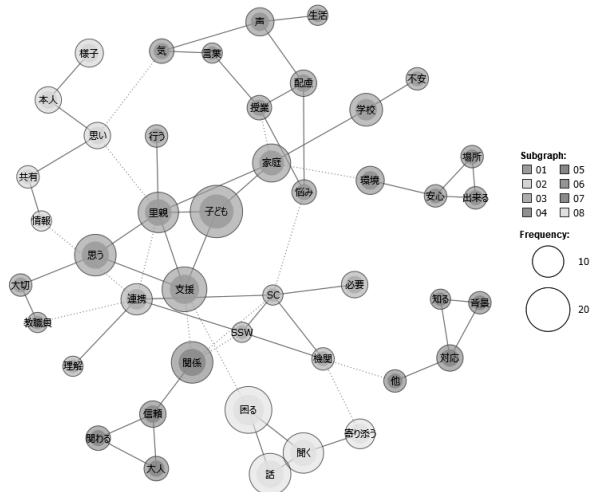 声
生活
様子
気
言葉
配慮
不安
本人
授業
学校
思い
行う
家庭
場所
共有
環境
悩み
安心
出来る
情報
里親
子ども
思う
大切
連携
支援
SC
必要
教職員
知る
背景
SSW
理解
関係
機関
対応
他
困る
信頼
寄り添う
関わる
聞く
大人
話
Subgraph:
01 05
02 06
03 07
04 08
Frequency:
10
20